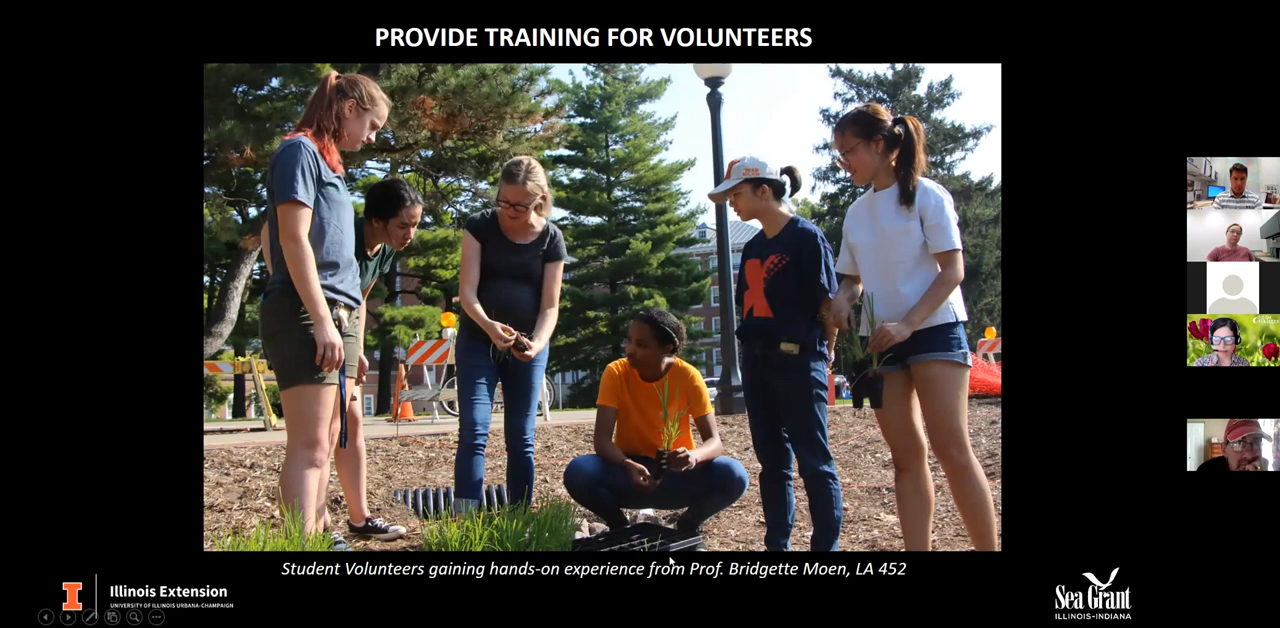 PROVIDE TRAINING FOR VOLUNTEERS
Student Volunteers gaining hands-on experience from Prof. Bridgette Moen, LA 452
I
Illinois Extension
UNIVERSITY OF ILLINOIS URBANA-CHAMPAIGN
Sea Grant
ILLINOIS-INDIANA